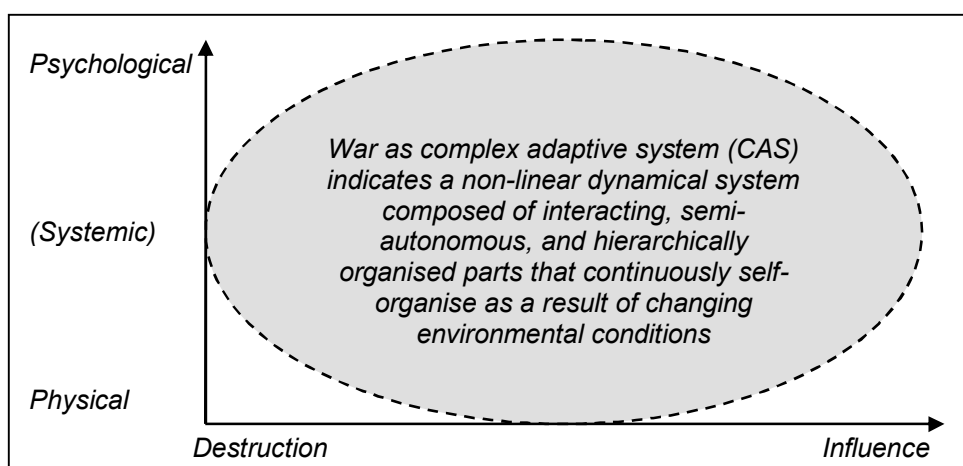 Psychological
War as complex adaptive system (CAS)
indicates a non-linear dynamical system
composed of interacting, semi-
autonomous, and hierarchically
organised parts that continuously self-
organise as a result of changing
environmental conditions
(Systemic)
Physical
Destruction
Influence